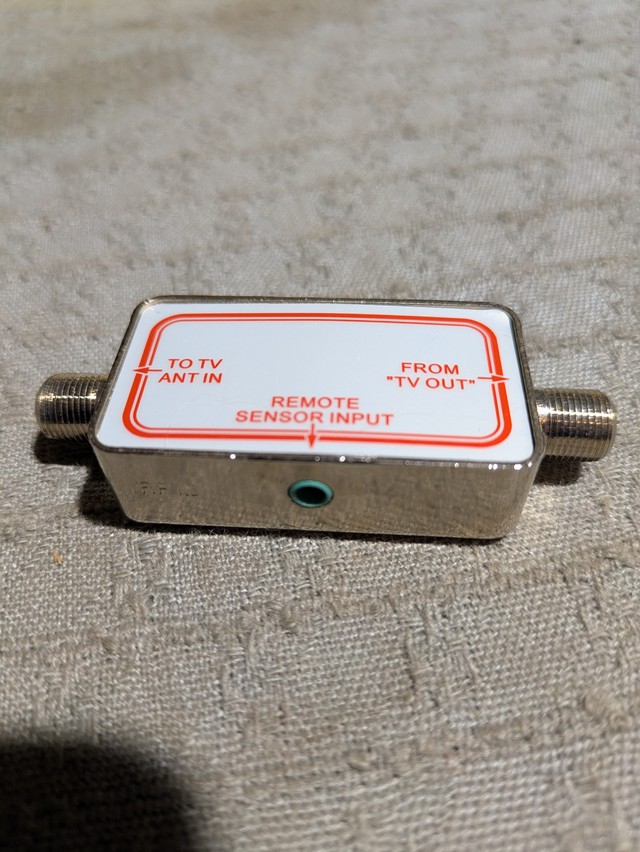 TO TV
ANT IN
FROM
"TV OUT"
REMOTE
SENSOR INPUT